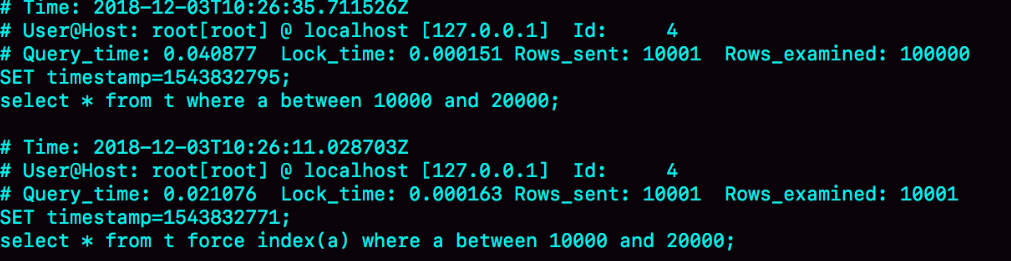 # Time: 2018-12-03T10:26:35.711526Z
# User@Host: root[root] @ localhost [127.0.0.1]  Id:     4
# Query_time: 0.040877  Lock_time: 0.000151 Rows_sent: 10001  Rows_examined: 100000
SET timestamp=1543832795;
select * from t where a between 10000 and 20000;
# Time: 2018-12-03T10:26:11.028703Z
# User@Host: root[root] @ localhost [127.0.0.1]  Id:     4
# Query_time: 0.021076  Lock_time: 0.000163 Rows_sent: 10001  Rows_examined: 10001
SET timestamp=1543832771;
select * from t force index(a) where a between 10000 and 20000;